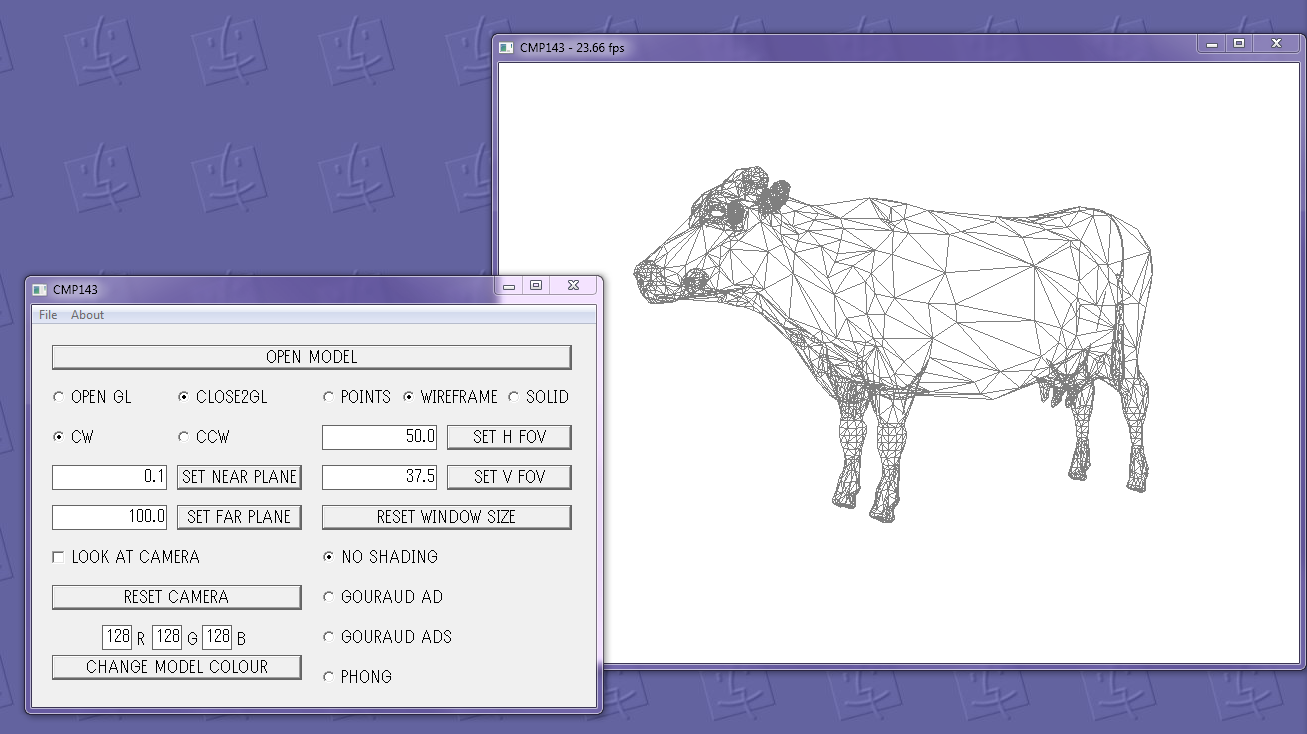 CMP143 - 23.66 fps
CMP143
File About
OPEN MODEL
OPEN GL CLOSE2GL POINTS WIREFRAME SOLID
CW CCW 50.0 SET H FOV
0.1 SET NEAR PLANE 37.5 SET V FOV
100.0 SET FAR PLANE RESET WINDOW SIZE
LOOK AT CAMERA NO SHADING
RESET CAMERA GOURAUD AD
128 R 128 G 128 B GOURAUD ADS
CHANGE MODEL COLOUR PHONG